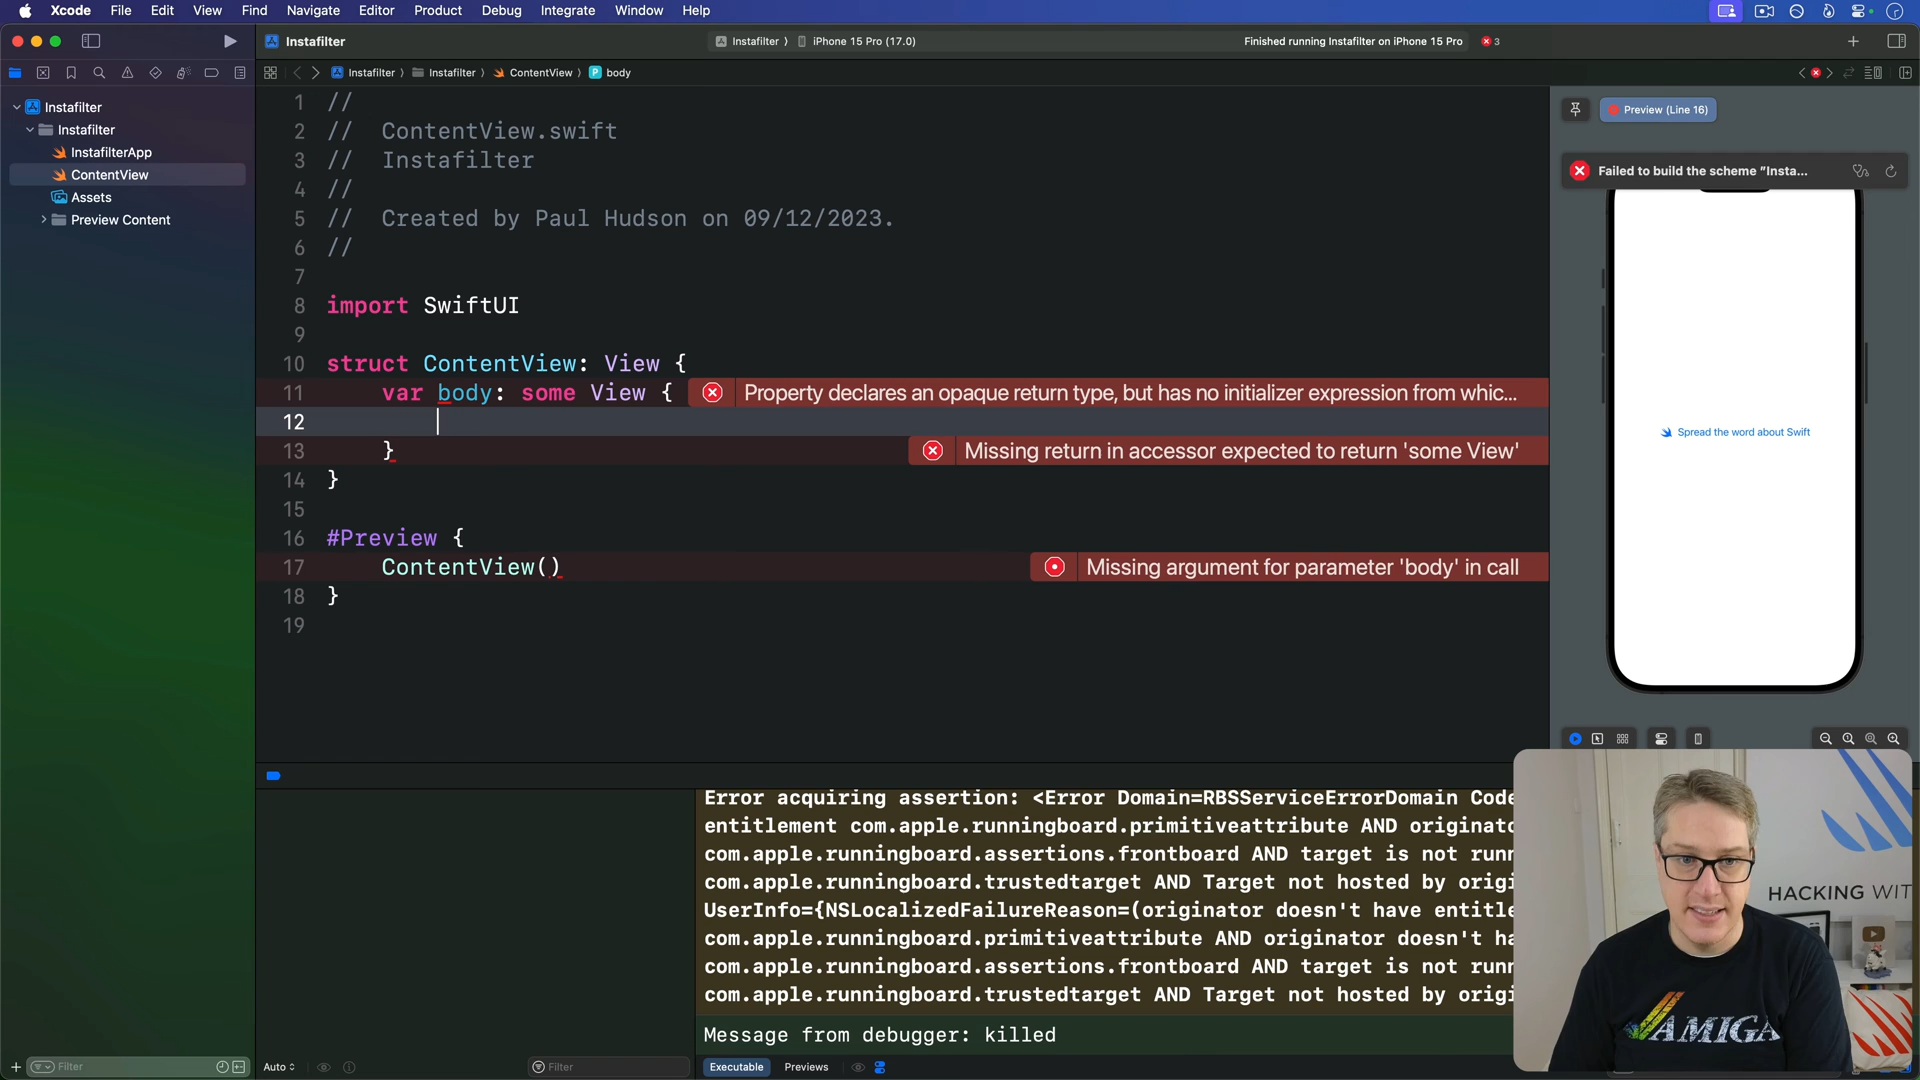 Xcode File Edit View Find Navigate Editor Product Debug Integrate Window Help
Instafilter
Instafilter 〉 iPhone 15 Pro (17.0)
Finished running Instafilter on iPhone 15 Pro
3
Instafilter 〉 Instafilter 〉 ContentView 〉 P body
Instafilter
Instafilter
InstafilterApp
ContentView
Assets
Preview Content
1 //
2 // ContentView.swift
3 // Instafilter
4 //
5 // Created by Paul Hudson on 09/12/2023.
6 //
7
8 import SwiftUI
9
10 struct ContentView: View {
11 var body: some View {
Property declares an opaque return type, but has no initializer expression from whic...
12
13 }
Missing return in accessor expected to return 'some View'
14 }
15
16 #Preview {
17 ContentView()
Missing argument for parameter 'body' in call
18 }
19
Preview (Line 16)
Failed to build the scheme "Insta...
Spread the word about Swift
Error acquiring assertion: <Error Domain=RBSServiceErrorDomain Code
entitlement com.apple.runningboard.primitiveattribute AND originato
com.apple.runningboard.assertions.frontboard AND target is not runn
com.apple.runningboard.trustedtarget AND Target not hosted by origi
UserInfo={NSLocalizedFailureReason=(originator doesn't have entitle
com.apple.runningboard.primitiveattribute AND originator doesn't ha
com.apple.runningboard.assertions.frontboard AND target is not runn
com.apple.runningboard.trustedtarget AND Target not hosted by origi
Message from debugger: killed
Filter
Auto
Filter
Executable
Previews
HACKING WIT
AMIGA